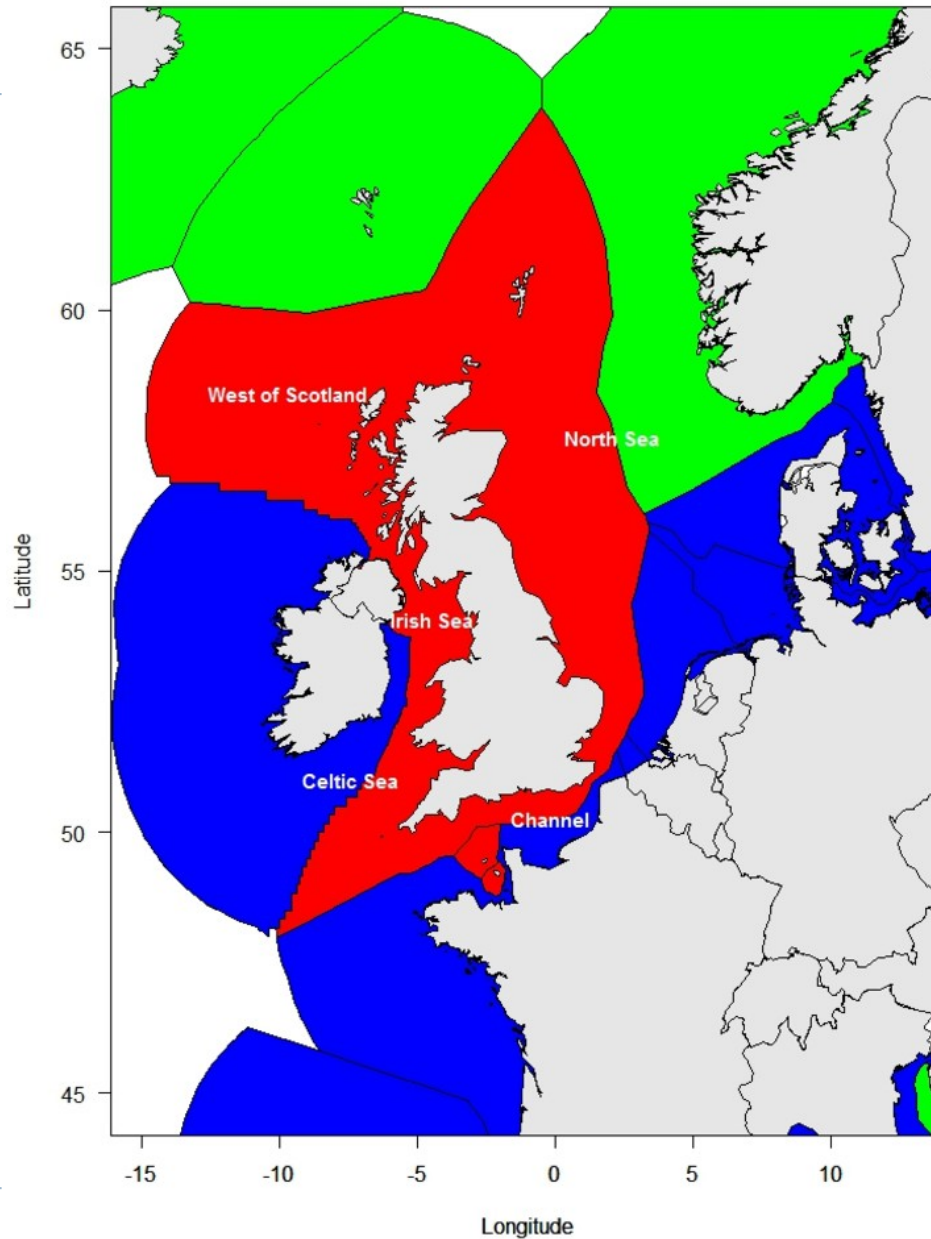 65
60
West of Scotland
North Sea
55
Irish Sea
Celtic Sea
Channel
50
45
Latitude
-15 -10 -5 0 5 10
Longitude